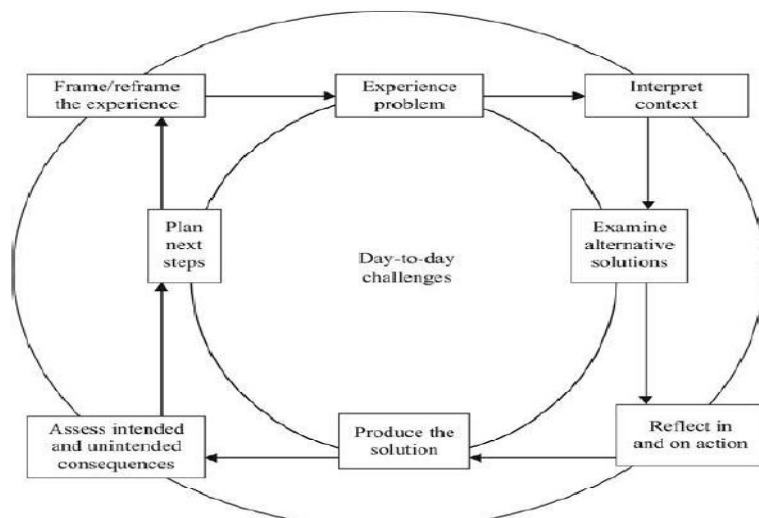 Frame/reframe
the experience
Experience
problem
Interpret
context
Plan
next
steps
Day-to-day
challenges
Examine
alternative
solutions
Assess intended
and unintended
consequences
Produce the
solution
Reflect in
and on action